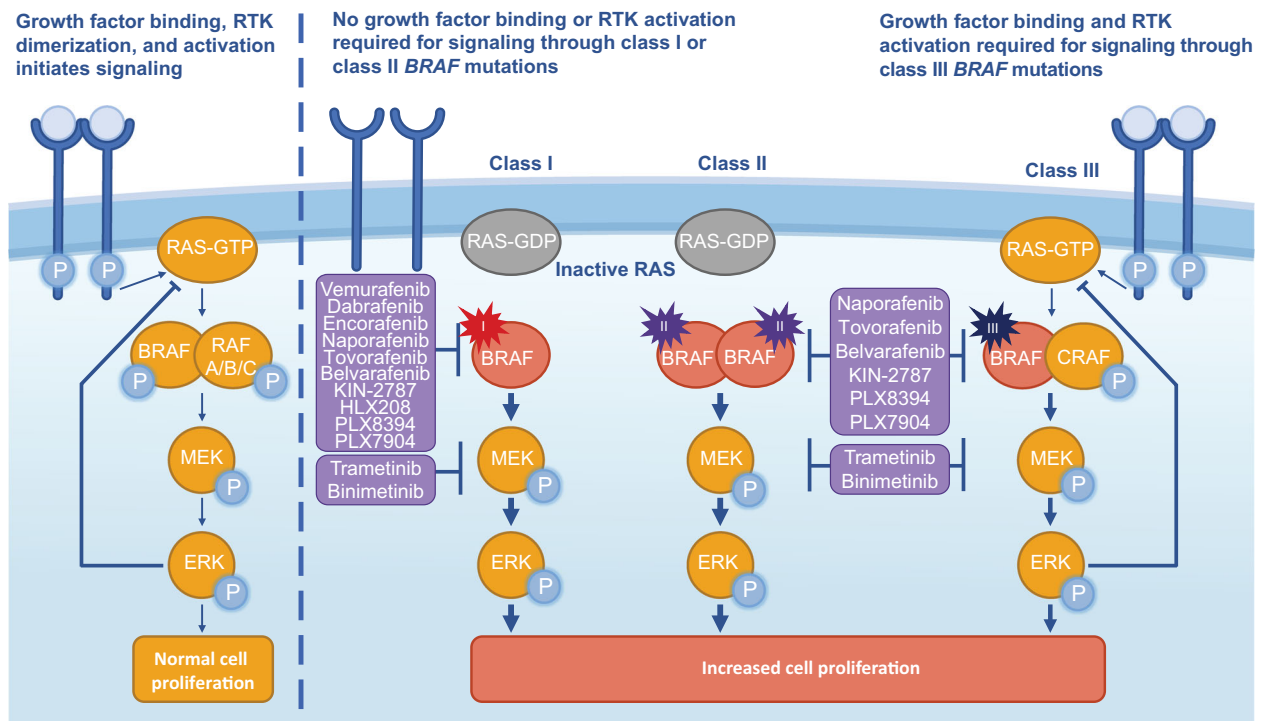 Growth factor binding, RTK
dimerization, and activation
initiates signaling
No growth factor binding or RTK activation
required for signaling through class I or
class II BRAF mutations
Growth factor binding and RTK
activation required for signaling through
class III BRAF mutations
Class I
Class II
Class III
RAS-GTP
P
P
BRAF
RAF
A/B/C
P
P
MEK
P
ERK
P
Normal cell
proliferation
RAS-GDP
RAS-GDP
Inactive RAS
Vemurafenib
Dabrafenib
Encorafenib
Naporafenib
Tovorafenib
Belvarafenib
KIN-2787
HLX208
PLX8394
PLX7904
Trametinib
Binimetinib
I
BRAF
MEK
P
ERK
P
II
II
BRAF
BRAF
MEK
P
ERK
P
Naporafenib
Tovorafenib
Belvarafenib
KIN-2787
PLX8394
PLX7904
Trametinib
Binimetinib
RAS-GTP
P
P
III
BRAF
CRAF
P
MEK
P
ERK
P
Increased cell proliferation